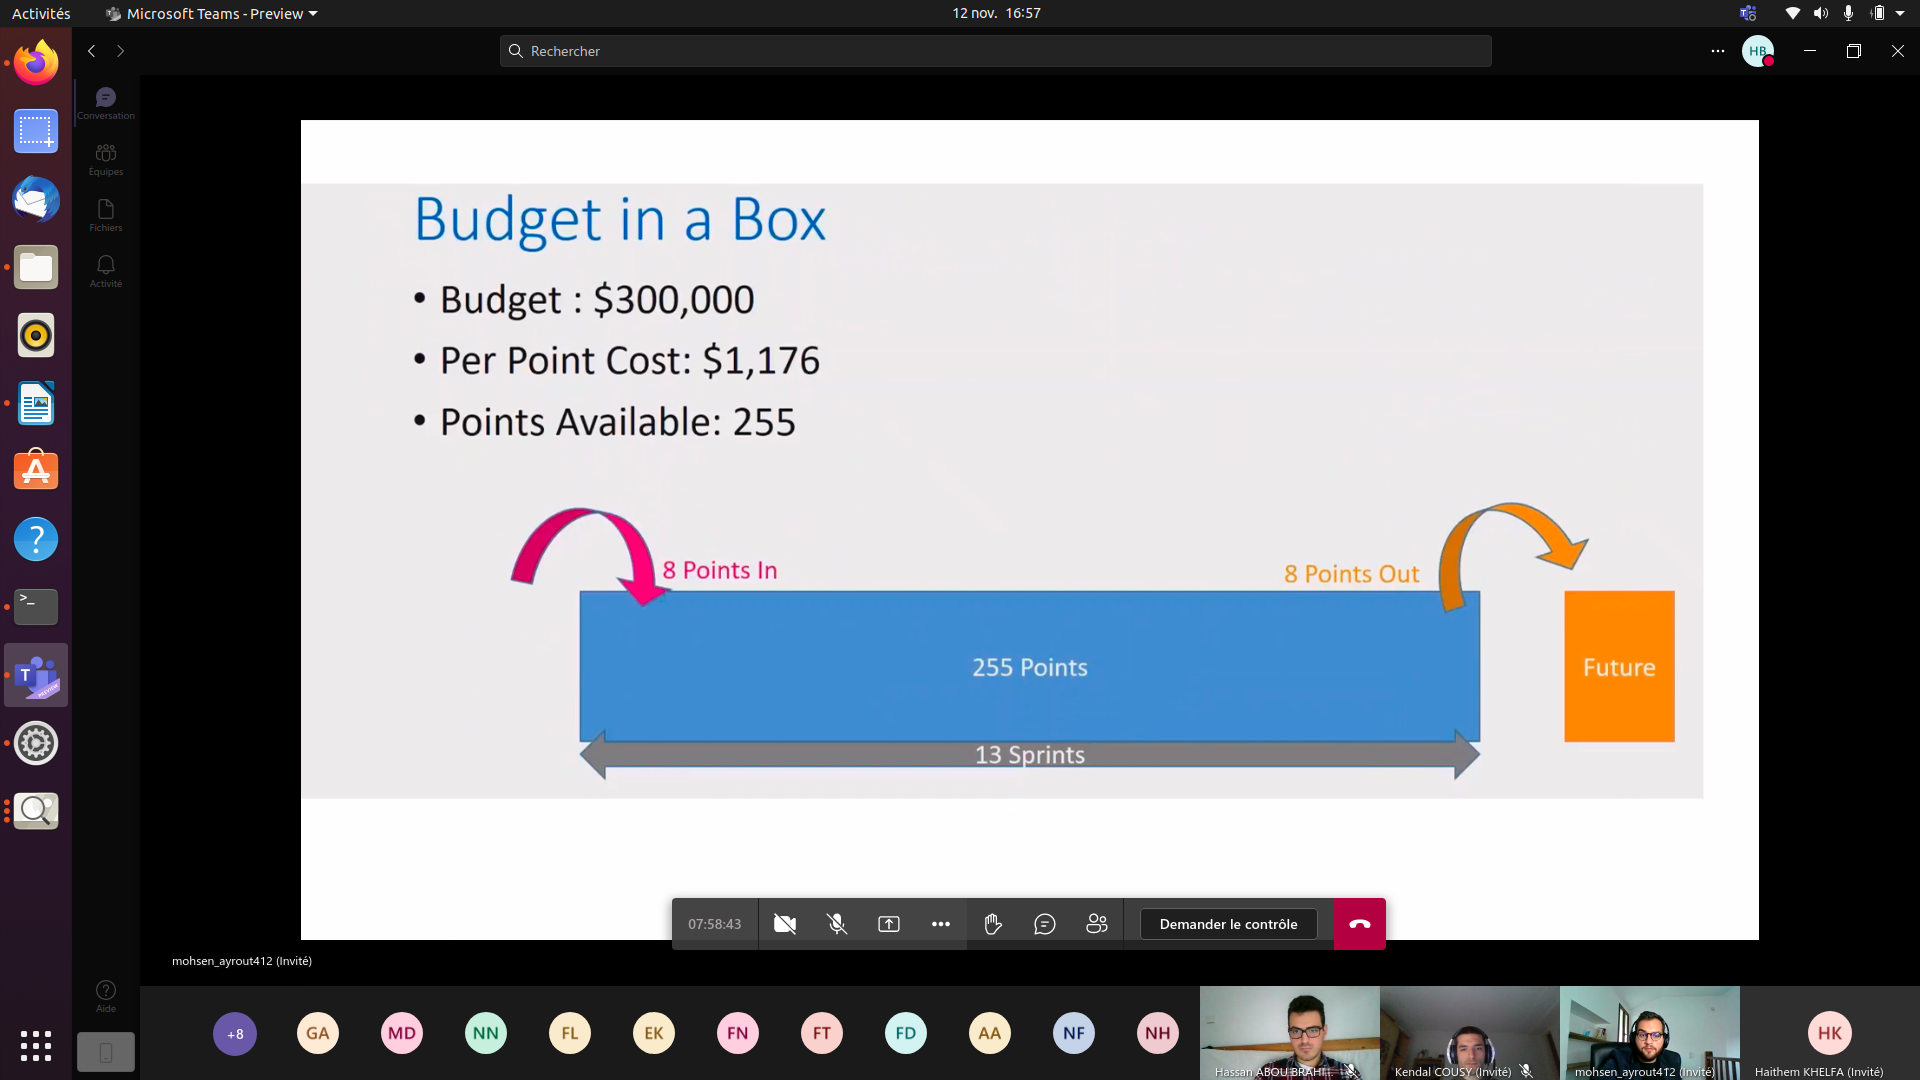 Activités
Microsoft Teams - Preview
12 nov.  16:57
Rechercher
HB
Conversation
Équipes
Fichiers
Activité
Aide
Budget in a Box
• Budget : $300,000
• Per Point Cost: $1,176
• Points Available: 255
8 Points In
8 Points Out
255 Points
Future
13 Sprints
07:58:43
Demander le contrôle
mohsen_ayrout412 (Invité)
+8
GA
MD
NN
FL
EK
FN
FT
FD
AA
NF
NH
HK
Hassan ABOU BRAHI...
Kendal COUSY (Invité)
mohsen_ayrout412 (Invité)
Haithem KHELFA (Invité)